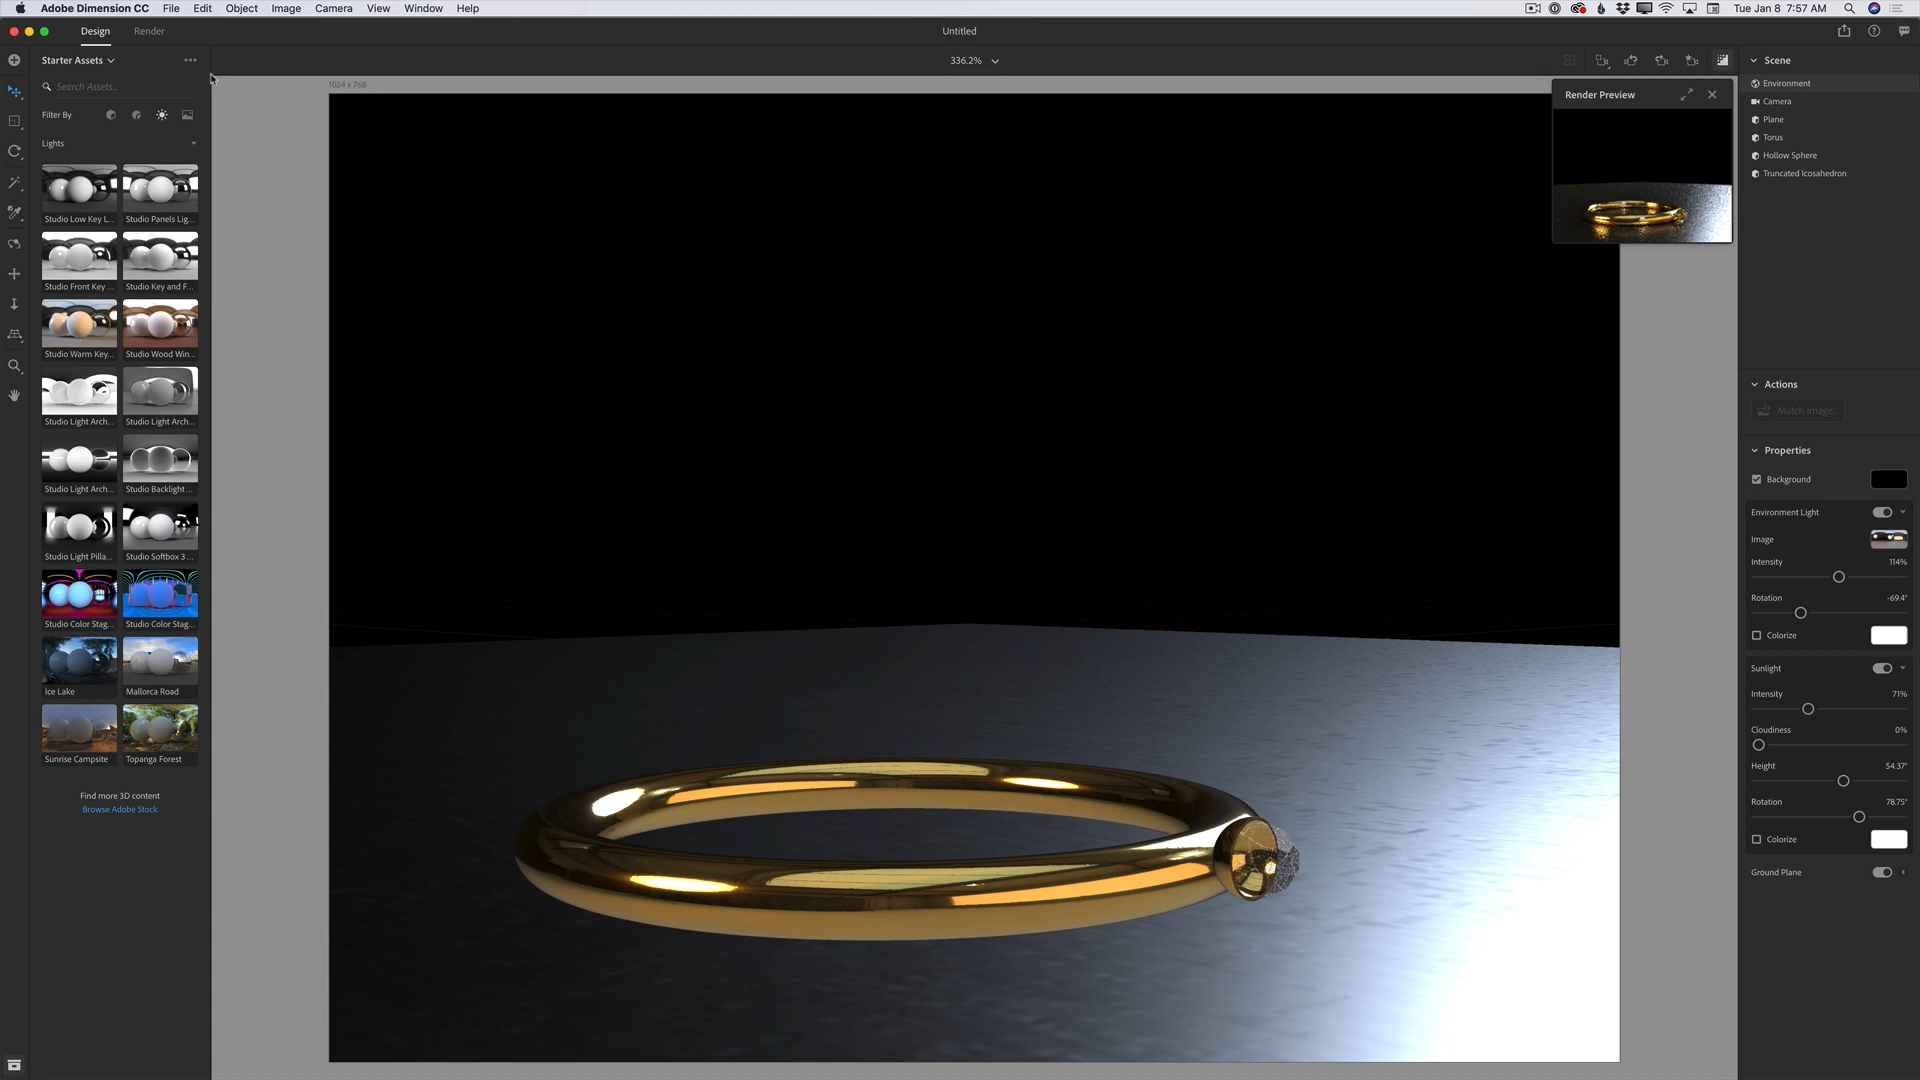 Adobe Dimension CC File Edit Object Image Camera View Window Help Tue Jan 8 7:57 AM
Design Render Untitled
Starter Assets 336.2%
Search Assets...
Filter By
Lights
Studio Low Key L... Studio Panels Lig...
Studio Front Key ... Studio Key and F...
Studio Warm Key... Studio Wood Win...
Studio Light Arch... Studio Light Arch...
Studio Light Arch... Studio Backlight ...
Studio Light Pilla... Studio Softbox 3 ...
Studio Color Stag... Studio Color Stag...
Ice Lake Mallorca Road
Sunrise Campsite Topanga Forest
Find more 3D content
Browse Adobe Stock
1024 x 768
Render Preview
Scene
Environment
Camera
Plane
Torus
Hollow Sphere
Truncated Icosahedron
Actions
Match Image...
Properties
Background
Environment Light
Image
Intensity 114%
Rotation -69.4°
Colorize
Sunlight
Intensity 71%
Cloudiness 0%
Height 54.37°
Rotation 78.75°
Colorize
Ground Plane